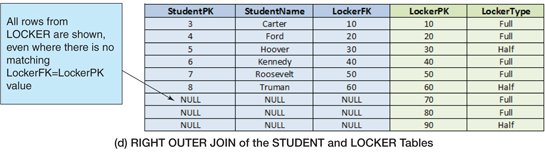 All rows from
LOCKER are shown,
even where there is no
matching
LockerFK=LockerPK
value
StudentPK StudentName LockerFK LockerPK LockerType
3 Carter 10 10 Full
4 Ford 20 20 Full
5 Hoover 30 30 Half
6 Kennedy 40 40 Full
7 Roosevelt 50 50 Full
8 Truman 60 60 Half
NULL NULL NULL 70 Full
NULL NULL NULL 80 Full
NULL NULL NULL 90 Half
(d) RIGHT OUTER JOIN of the STUDENT and LOCKER Tables